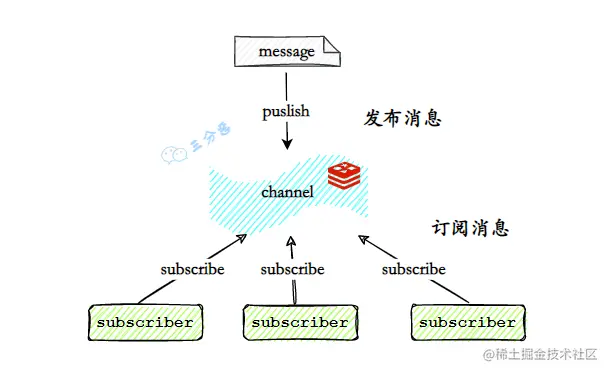 message
puslish
发布消息
三分恶
channel
订阅消息
subscribe
subscribe
subscribe
subscriber
subscriber
subscriber
@稀土掘金技术社区